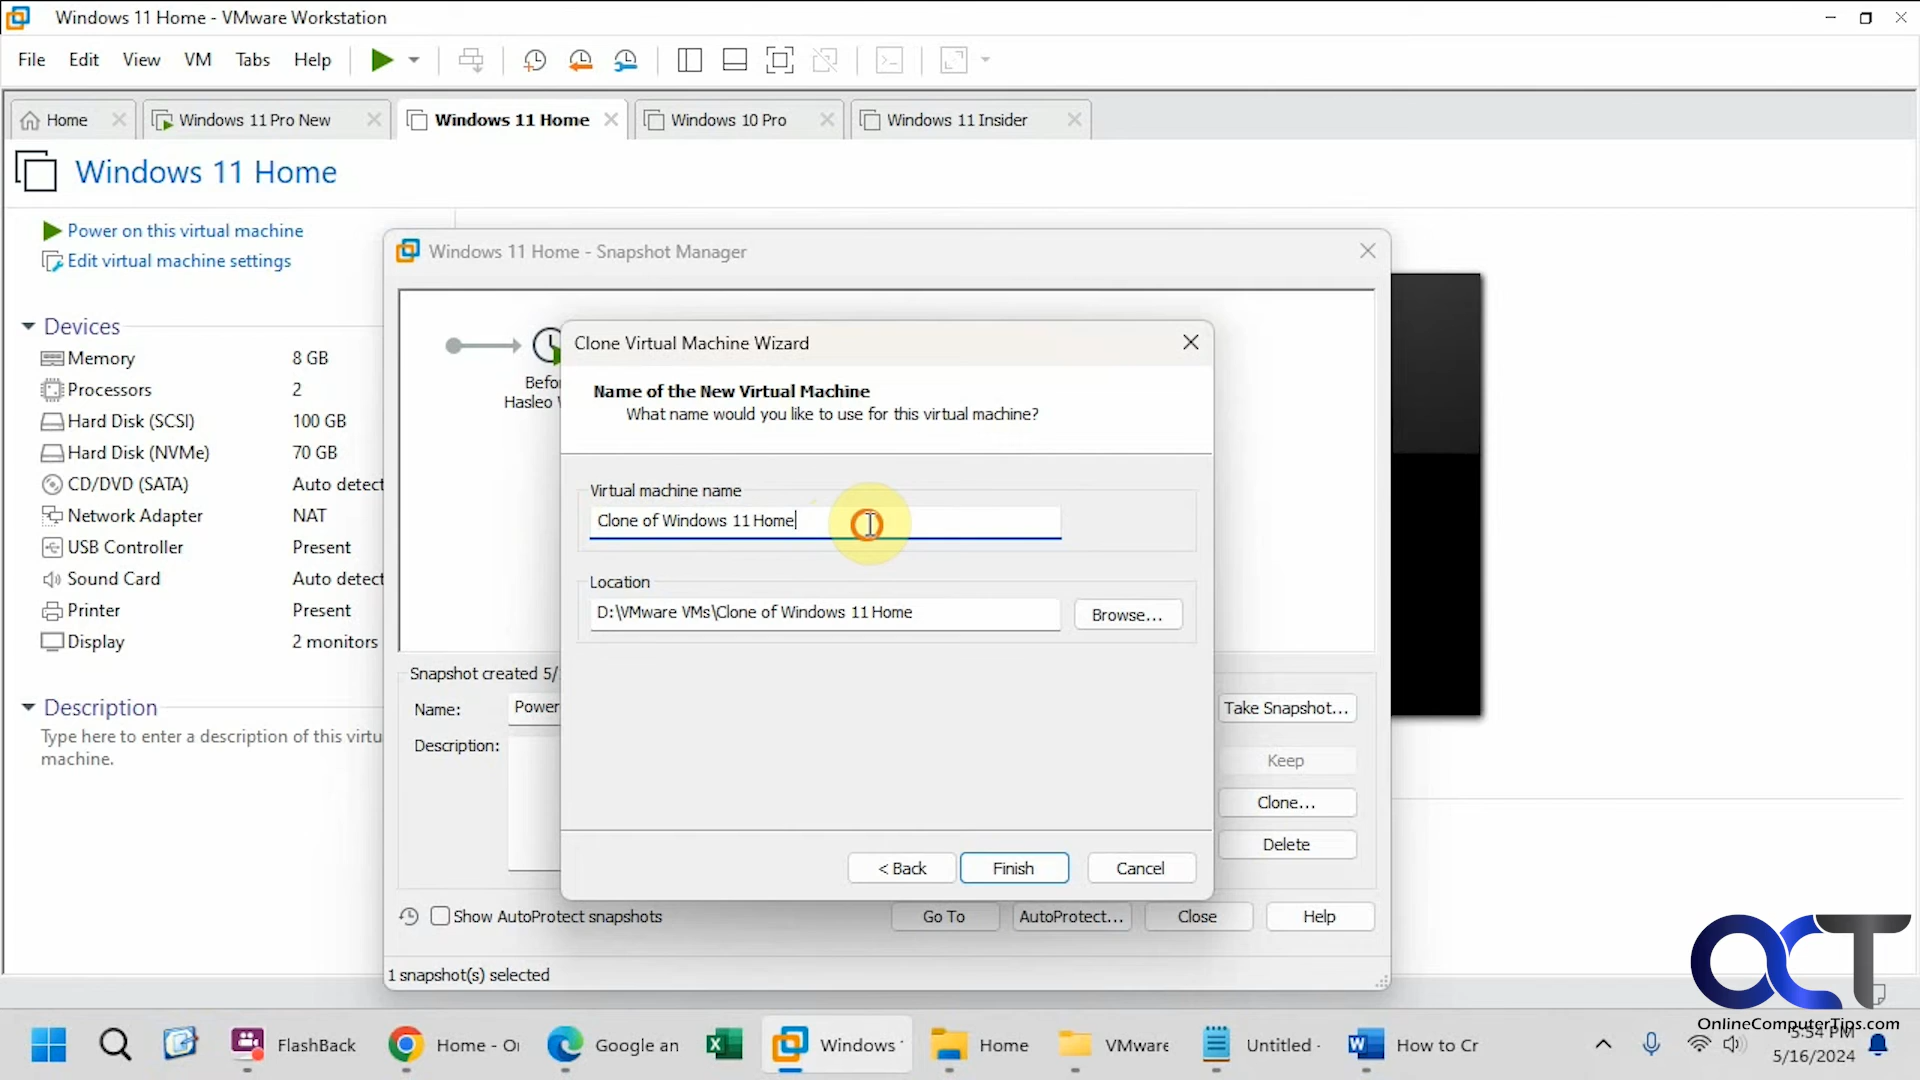 Windows 11 Home - VMware Workstation
File Edit View VM Tabs Help
Home
Windows 11 Pro New
Windows 11 Home
Windows 10 Pro
Windows 11 Insider
Windows 11 Home
Power on this virtual machine
Edit virtual machine settings
Devices
Memory 8 GB
Processors 2
Hard Disk (SCSI) 100 GB
Hard Disk (NVMe) 70 GB
CD/DVD (SATA) Auto detect
Network Adapter NAT
USB Controller Present
Sound Card Auto detect
Printer Present
Display 2 monitors
Description
Type here to enter a description of this virtu
machine.
Windows 11 Home - Snapshot Manager
Befo
Hasleo
Snapshot created 5/
Name: Power
Description:
Take Snapshot...
Keep
Clone...
Delete
Show AutoProtect snapshots
Go To
AutoProtect...
Close
Help
1 snapshot(s) selected
Clone Virtual Machine Wizard
Name of the New Virtual Machine
What name would you like to use for this virtual machine?
Virtual machine name
Clone of Windows 11 Home
Location
D:\VMware VMs\Clone of Windows 11 Home
Browse...
< Back
Finish
Cancel
OCT
OnlineComputerTips.com
FlashBack
Home - O
Google an
Windows
Home
VMware
Untitled -
How to Cr
5:54 PM
5/16/2024